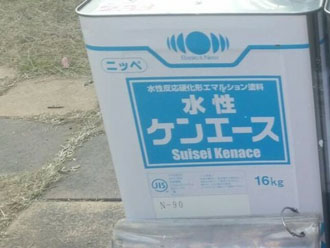 ニッペ
水性反応硬化形エマルション塗料
水性
ケンエース
Suisei Kenace
JIS
16kg
N-90